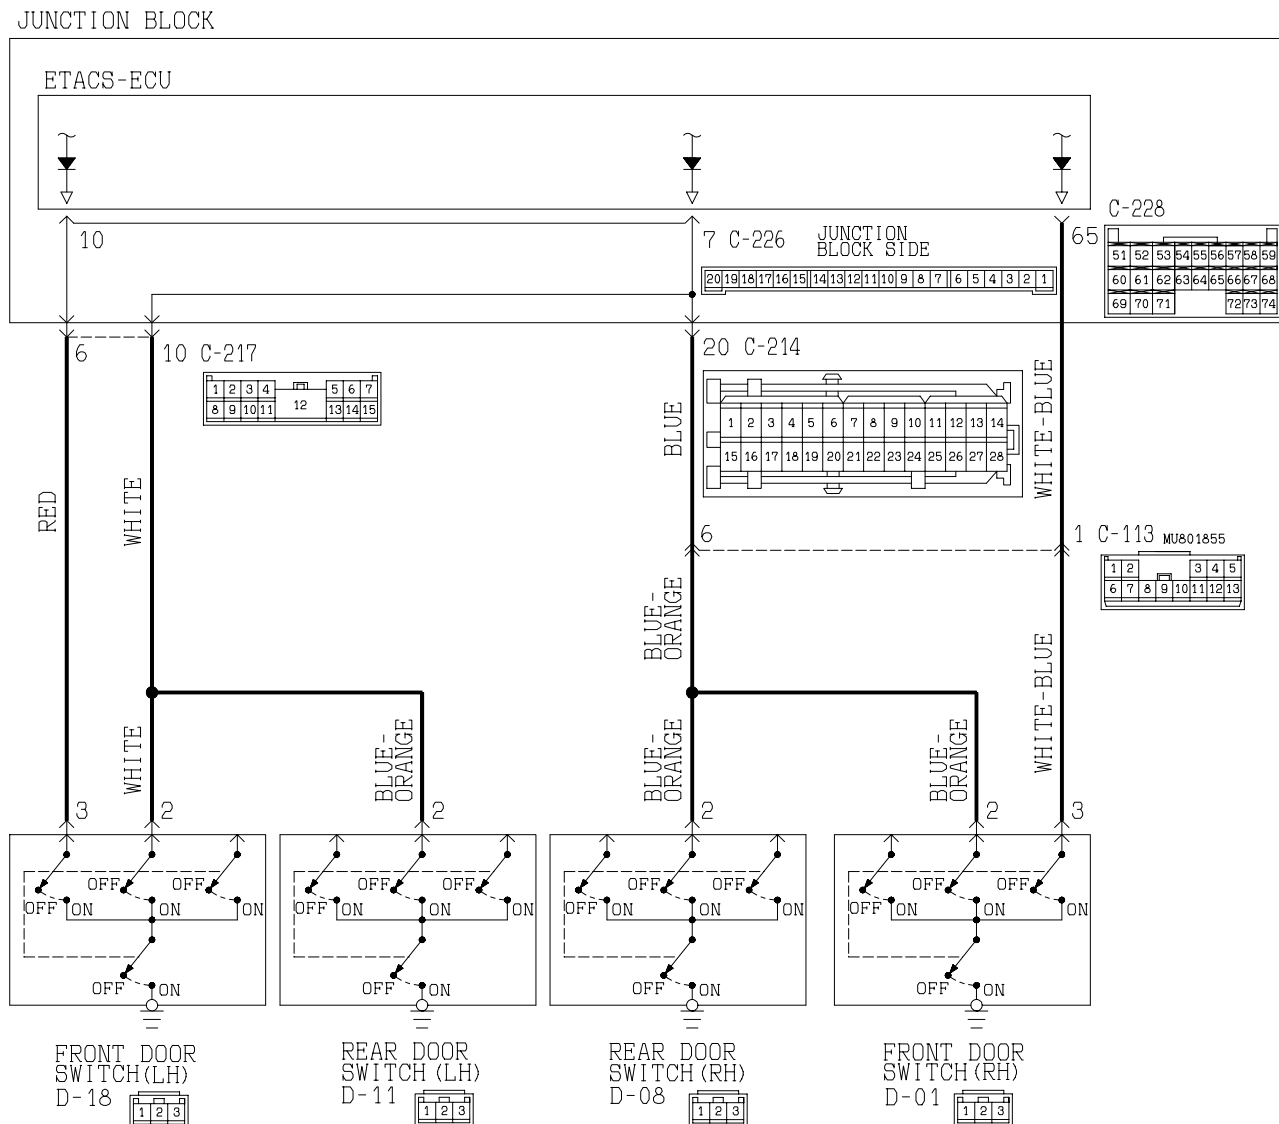 JUNCTION BLOCK
ETACS-ECU
C-228
10
7 C-226
JUNCTION
BLOCK SIDE
65
51 52 53 54 55 56 57 58 59
60 61 62 63 64 65 66 67 68
69 70 71 72 73 74
20 19 18 17 16 15 14 13 12 11 10 9 8 7 6 5 4 3 2 1
6
10 C-217
20 C-214
1 2 3 4 5 6 7
8 9 10 11 12 13 14 15
1 2 3 4 5 6 7 8 9 10 11 12 13 14
15 16 17 18 19 20 21 22 23 24 25 26 27 28
RED
WHITE
BLUE
WHITE-BLUE
6
1 C-113 MU801855
1 2 3 4 5
6 7 8 9 10 11 12 13
BLUE-
ORANGE
WHITE-BLUE
WHITE
BLUE-
ORANGE
BLUE-
ORANGE
BLUE-
ORANGE
3 2 2 2 2 3
OFF OFF OFF OFF OFF OFF OFF OFF
OFF ON ON ON OFF ON ON ON OFF ON ON ON OFF ON ON ON
OFF ON OFF ON OFF ON OFF ON
FRONT DOOR
SWITCH(LH)
D-18
1 2 3
REAR DOOR
SWITCH(LH)
D-11
1 2 3
REAR DOOR
SWITCH(RH)
D-08
1 2 3
FRONT DOOR
SWITCH(RH)
D-01
1 2 3